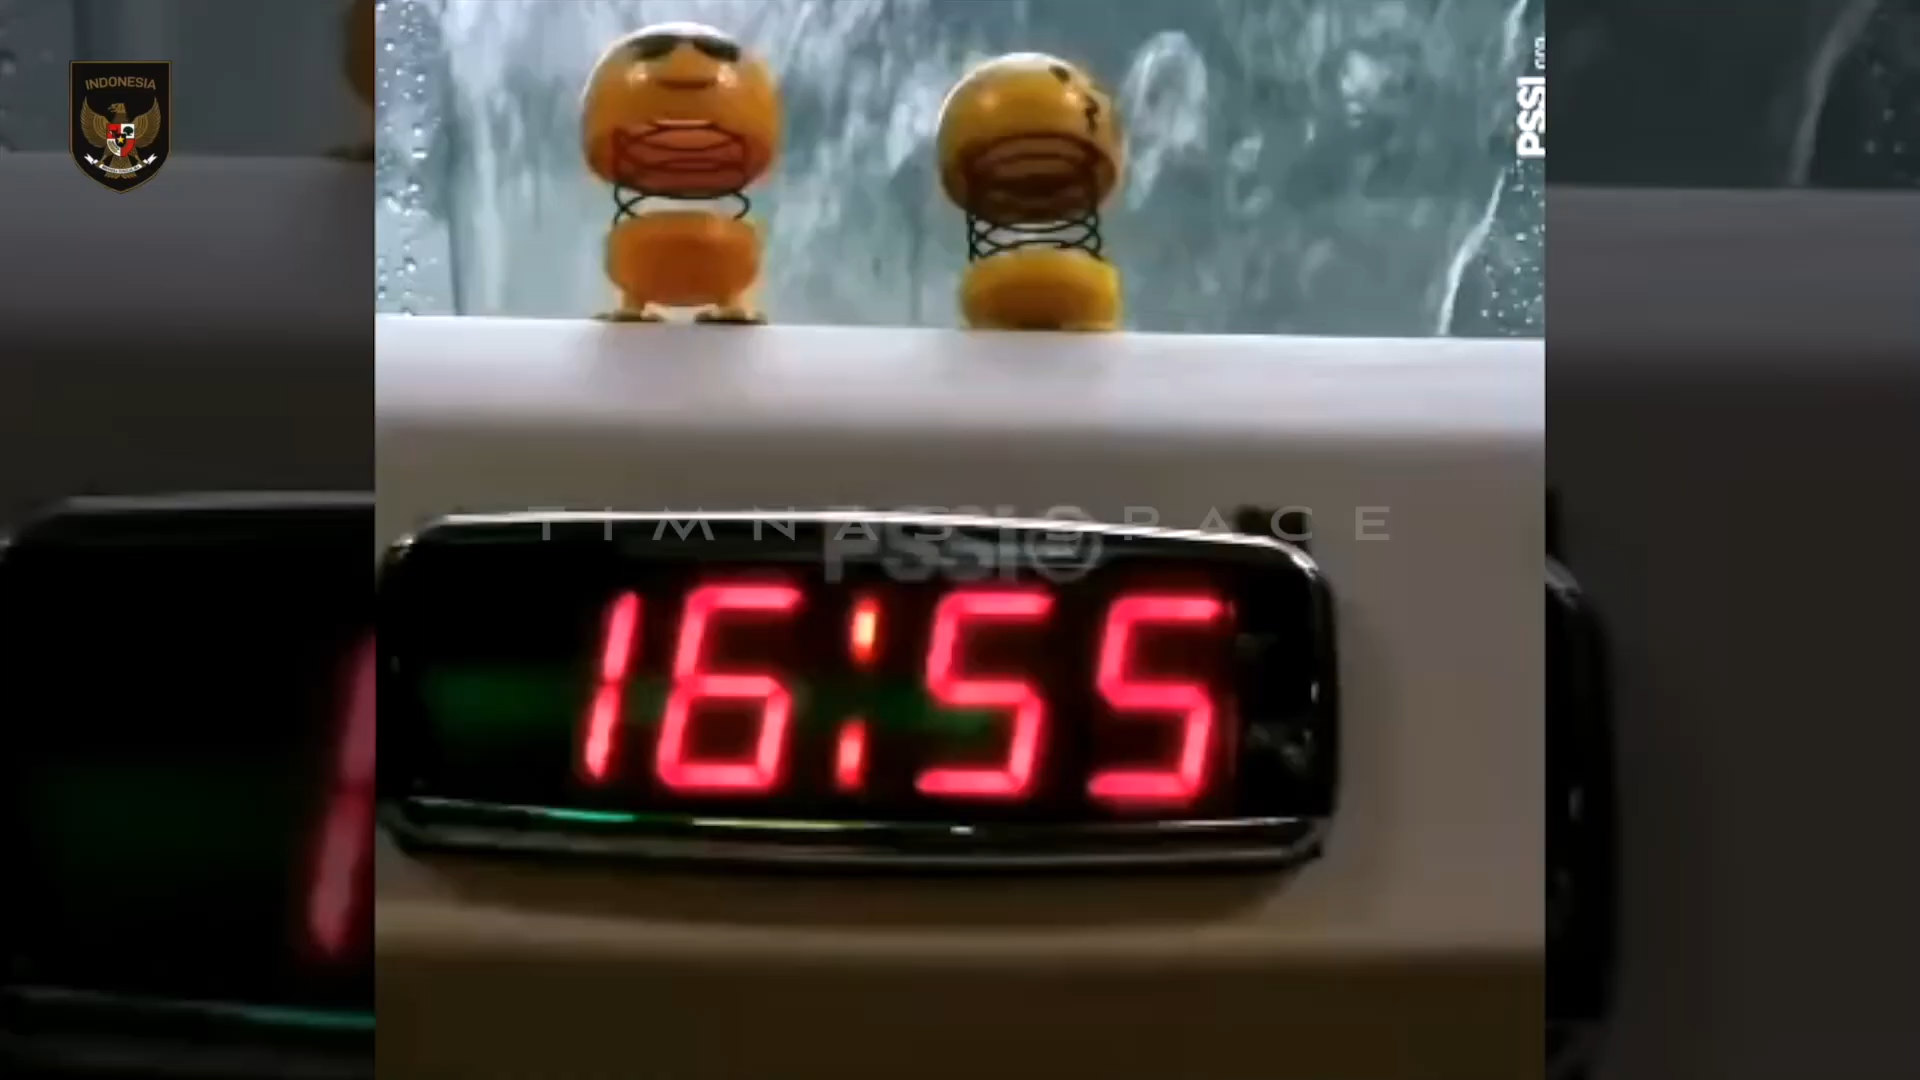 INDONESIA
PSSI
TIMNAS SPACE
PSSI
16:55